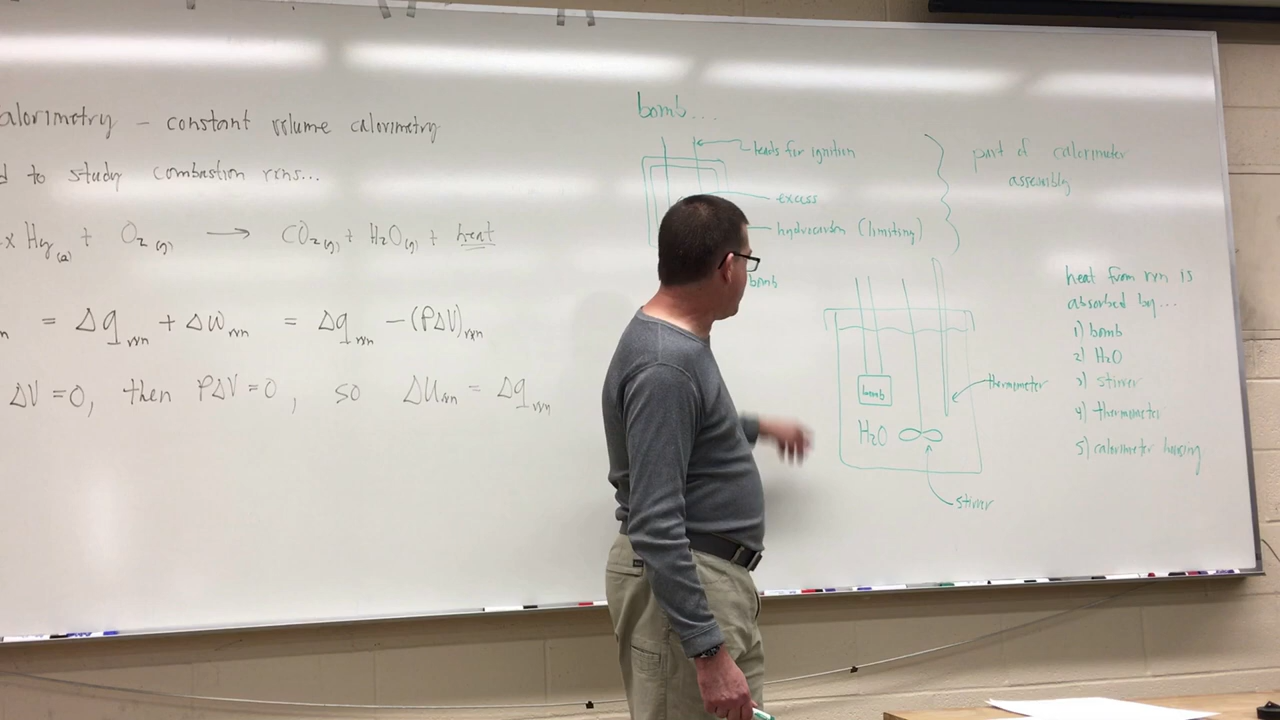 alorimetry - constant volume calorimetry
d to study combustion rxns...
x Hy(a) + O2(g) → CO2(g) + H2O(g) + heat
n = Δq rxn + Δw rxn = Δq rxn -(PΔV)rxn
ΔV = 0, then PΔV = 0, so ΔUrxn = Δq rxn
bomb...
leads for ignition
excess
hydrocarbon (limiting)
bomb
part of calorimeter
assembly
bomb
H2O
thermometer
stirrer
heat from rxn is
absorbed by...
1) bomb
2) H2O
3) stirrer
4) thermometer
5) calorimeter housing